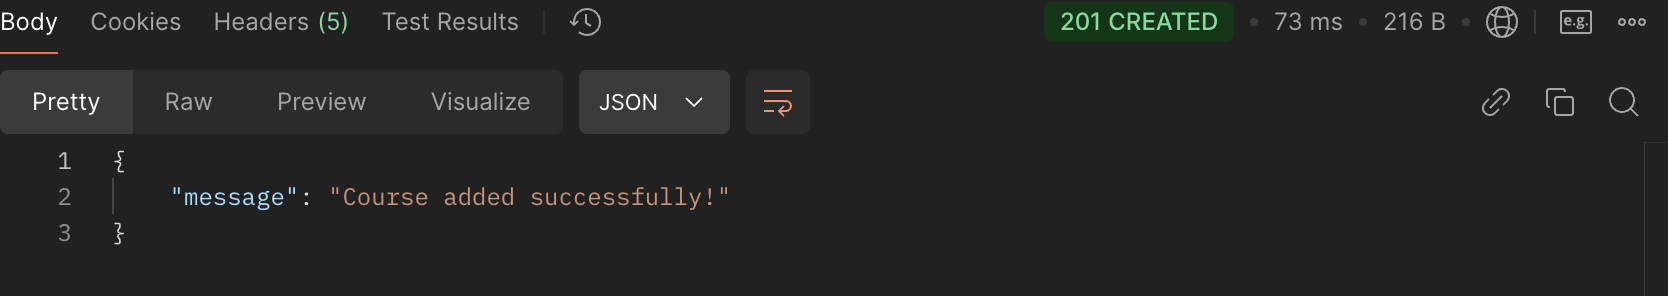 Body Cookies Headers (5) Test Results 201 CREATED • 73 ms • 216 B • e.g.
Pretty Raw Preview Visualize JSON
1 {
2 "message": "Course added successfully!"
3 }